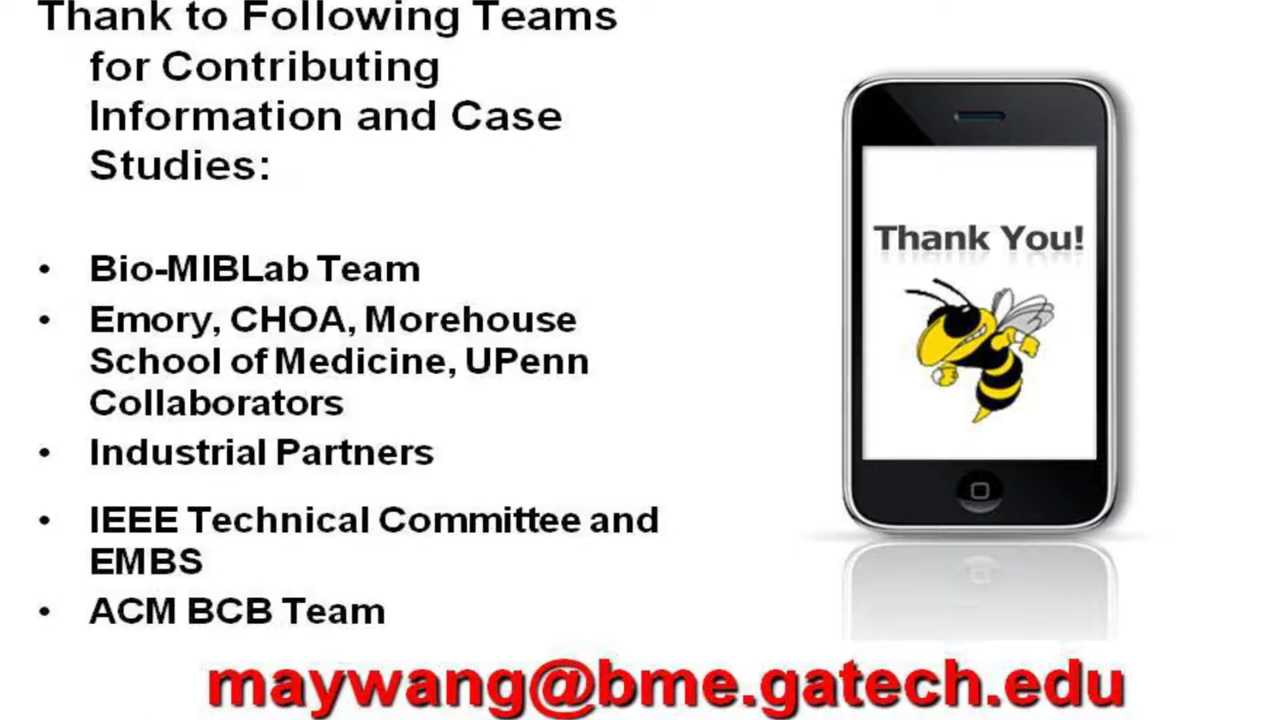 Thank to Following Teams
for Contributing
Information and Case
Studies:
• Bio-MIBLab Team
• Emory, CHOA, Morehouse
School of Medicine, UPenn
Collaborators
• Industrial Partners
• IEEE Technical Committee and
EMBS
• ACM BCB Team
Thank You!
maywang@bme.gatech.edu